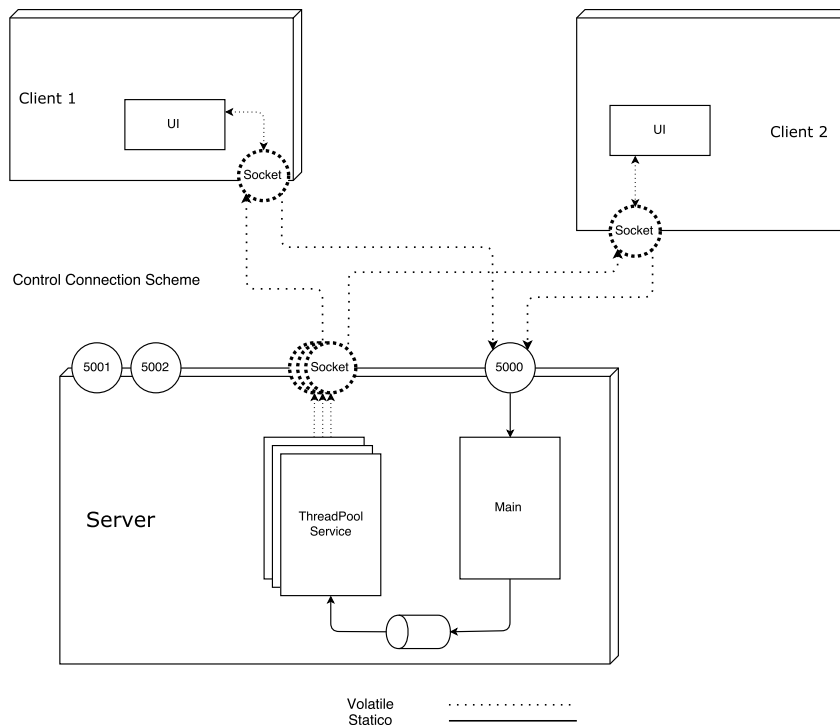 Client 1
UI
Socket
UI
Client 2
Socket
Control Connection Scheme
5001
5002
Socket
5000
Server
ThreadPool
Service
Main
Volatile
Statico